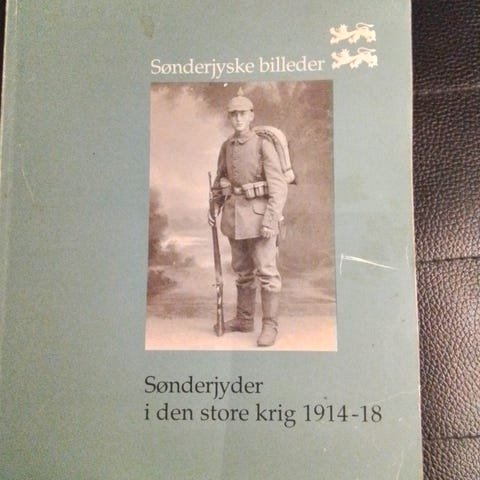 Sønderjyske billeder
Sønderjyder
i den store krig 1914-18